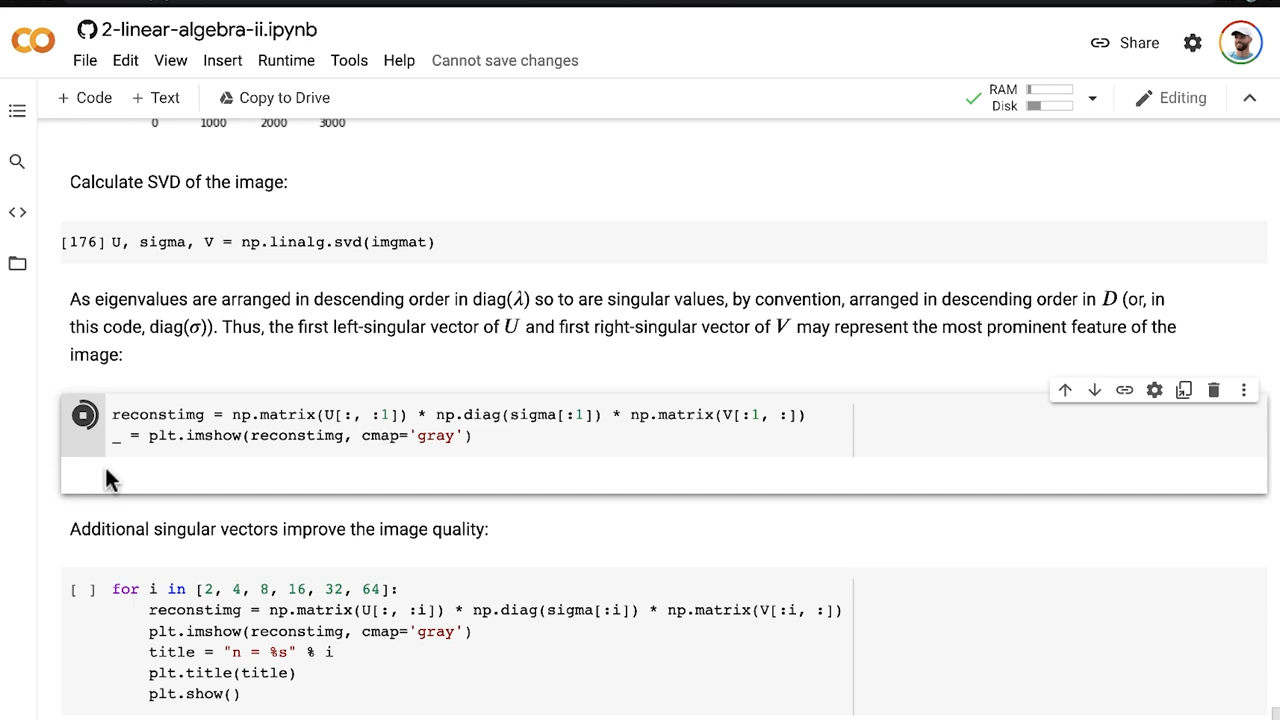 2-linear-algebra-ii.ipynb
File Edit View Insert Runtime Tools Help Cannot save changes
Share
+ Code + Text Copy to Drive
RAM
Disk
Editing
0 1000 2000 3000
Calculate SVD of the image:
[176] U, sigma, V = np.linalg.svd(imgmat)
As eigenvalues are arranged in descending order in diag(λ) so to are singular values, by convention, arranged in descending order in D (or, in
this code, diag(σ)). Thus, the first left-singular vector of U and first right-singular vector of V may represent the most prominent feature of the
image:
reconstimg = np.matrix(U[:, :1]) * np.diag(sigma[:1]) * np.matrix(V[:1, :])
_ = plt.imshow(reconstimg, cmap='gray')
Additional singular vectors improve the image quality:
[ ] for i in [2, 4, 8, 16, 32, 64]:
reconstimg = np.matrix(U[:, :i]) * np.diag(sigma[:i]) * np.matrix(V[:i, :])
plt.imshow(reconstimg, cmap='gray')
title = "n = %s" % i
plt.title(title)
plt.show()